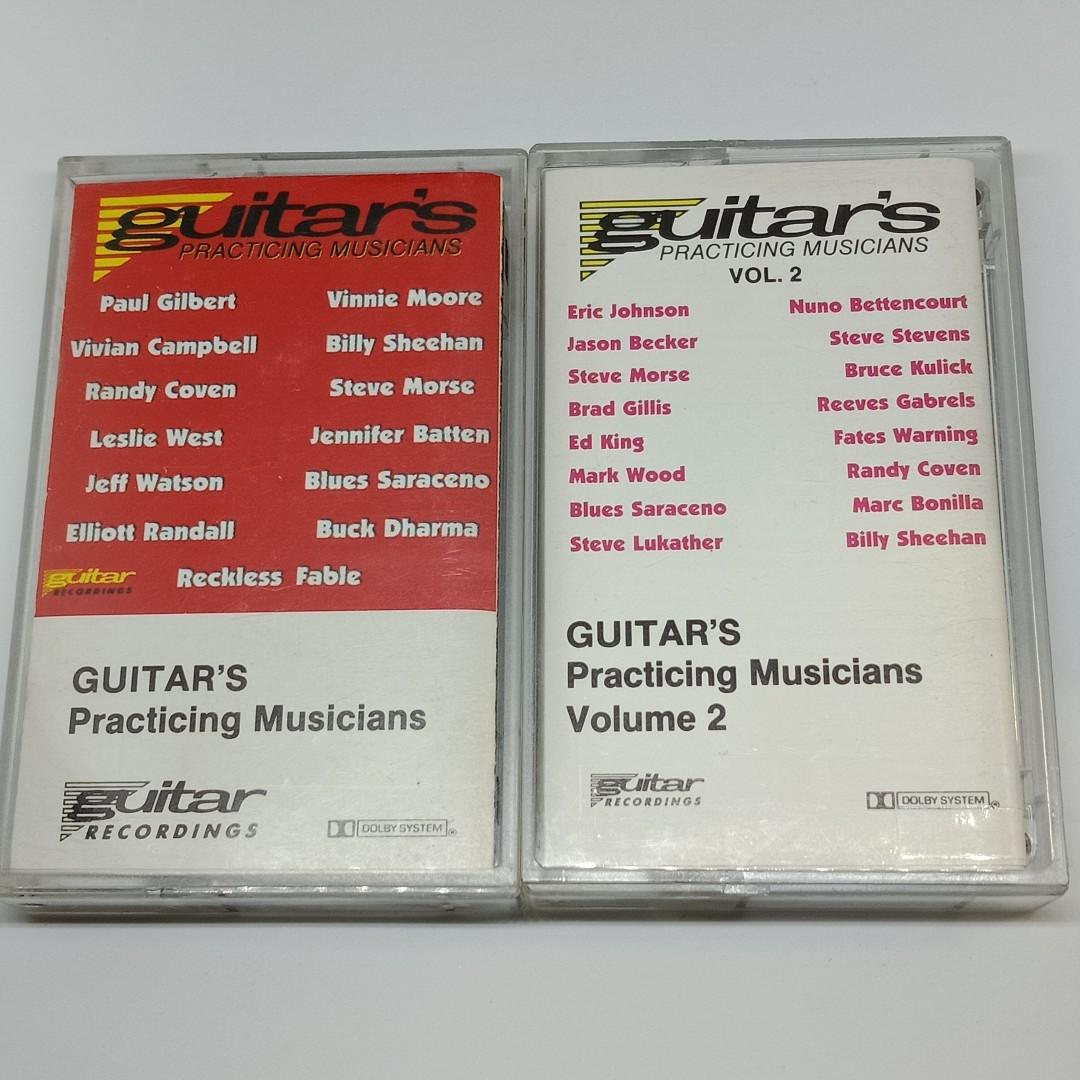 guitar's
PRACTICING MUSICIANS
Paul Gilbert Vinnie Moore
Vivian Campbell Billy Sheehan
Randy Coven Steve Morse
Leslie West Jennifer Batten
Jeff Watson Blues Saraceno
Elliott Randall Buck Dharma
guitar
RECORDINGS
Reckless Fable
GUITAR'S
Practicing Musicians
guitar
RECORDINGS
DOLBY SYSTEM®
guitar's
PRACTICING MUSICIANS
VOL. 2
Eric Johnson Nuno Bettencourt
Jason Becker Steve Stevens
Steve Morse Bruce Kulick
Brad Gillis Reeves Gabrels
Ed King Fates Warning
Mark Wood Randy Coven
Blues Saraceno Marc Bonilla
Steve Lukather Billy Sheehan
GUITAR'S
Practicing Musicians
Volume 2
guitar
RECORDINGS
DOLBY SYSTEM®